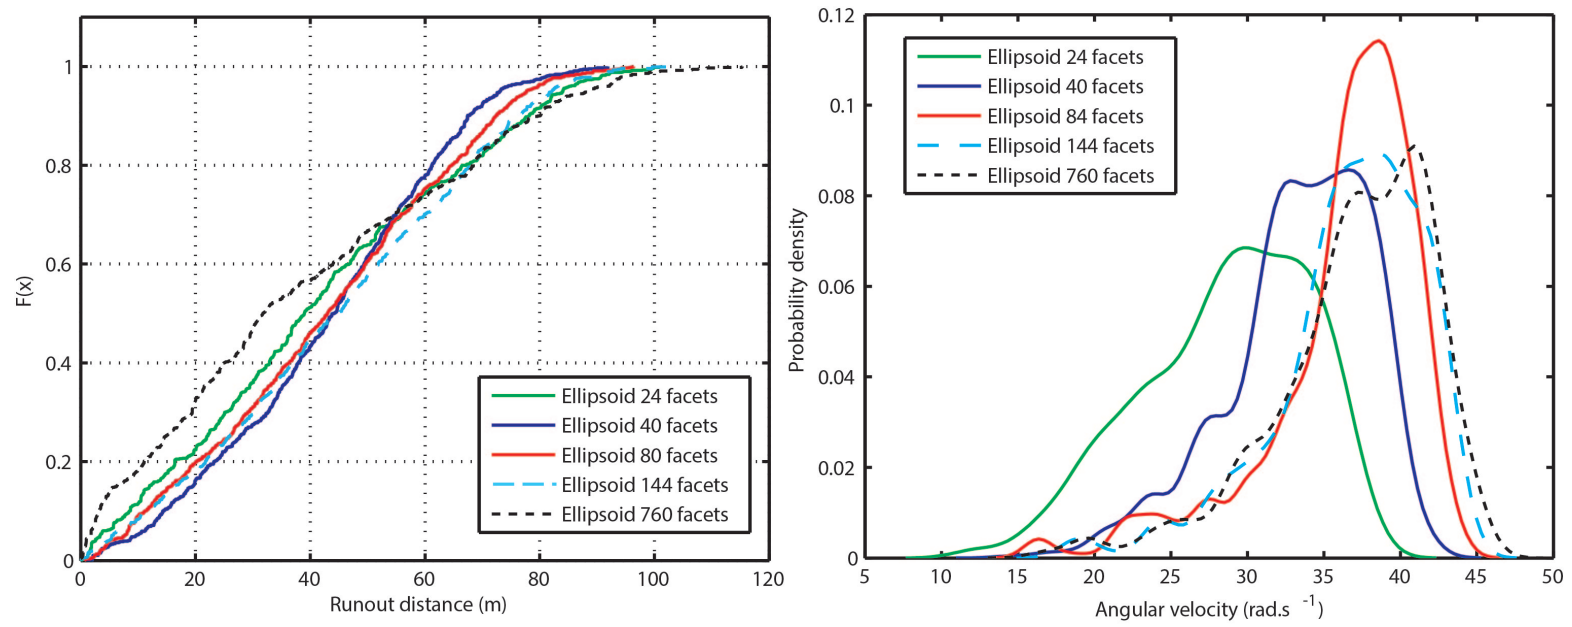 1
0.8
0.6
0.4
0.2
0
F(x)
0
20
40
60
80
100
120
Runout distance (m)
Ellipsoid 24 facets
Ellipsoid 40 facets
Ellipsoid 80 facets
Ellipsoid 144 facets
Ellipsoid 760 facets
0.12
0.1
0.08
0.06
0.04
0.02
0
Probability density
5
10
15
20
25
30
35
40
45
50
Angular velocity (rad.s -1)
Ellipsoid 24 facets
Ellipsoid 40 facets
Ellipsoid 84 facets
Ellipsoid 144 facets
Ellipsoid 760 facets